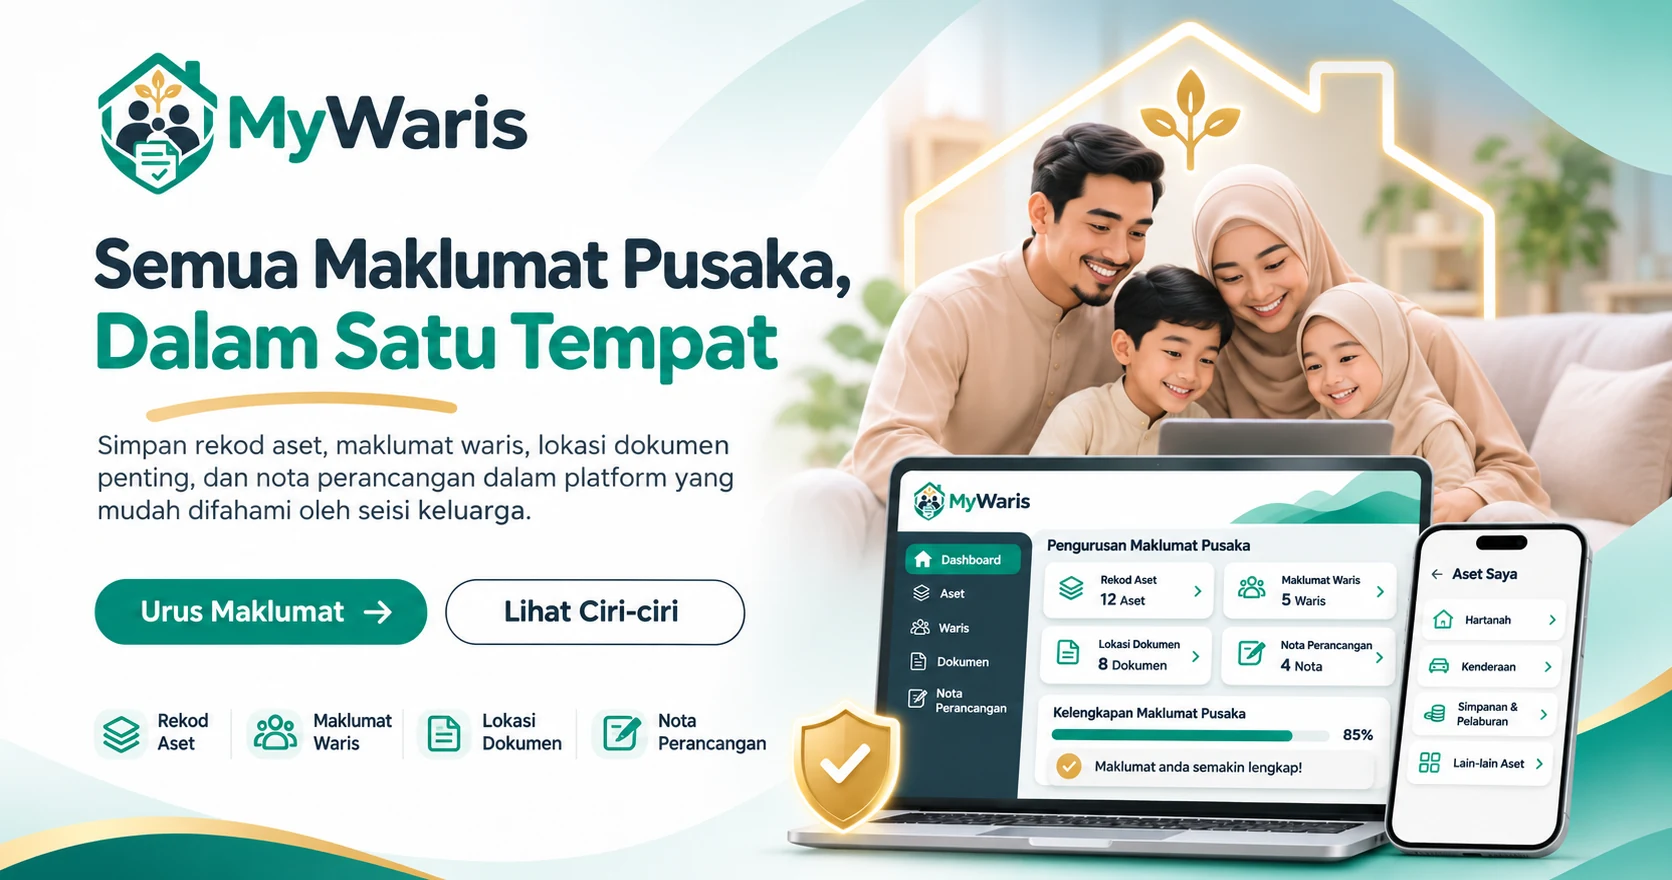 MyWaris
Semua Maklumat Pusaka,
Dalam Satu Tempat
Simpan rekod aset, maklumat waris, lokasi dokumen
penting, dan nota perancangan dalam platform yang
mudah difahami oleh seisi keluarga.
Urus Maklumat
Lihat Ciri-ciri
Rekod
Aset
Maklumat
Waris
Lokasi
Dokumen
Nota
Perancangan
MyWaris
Dashboard
Aset
Waris
Dokumen
Nota
Perancangan
Pengurusan Maklumat Pusaka
Rekod Aset
12 Aset
Maklumat Waris
5 Waris
Lokasi Dokumen
8 Dokumen
Nota Perancangan
4 Nota
Kelengkapan Maklumat Pusaka
85%
Maklumat anda semakin lengkap!
Aset Saya
Hartanah
Kenderaan
Simpanan &
Pelaburan
Lain-lain Aset